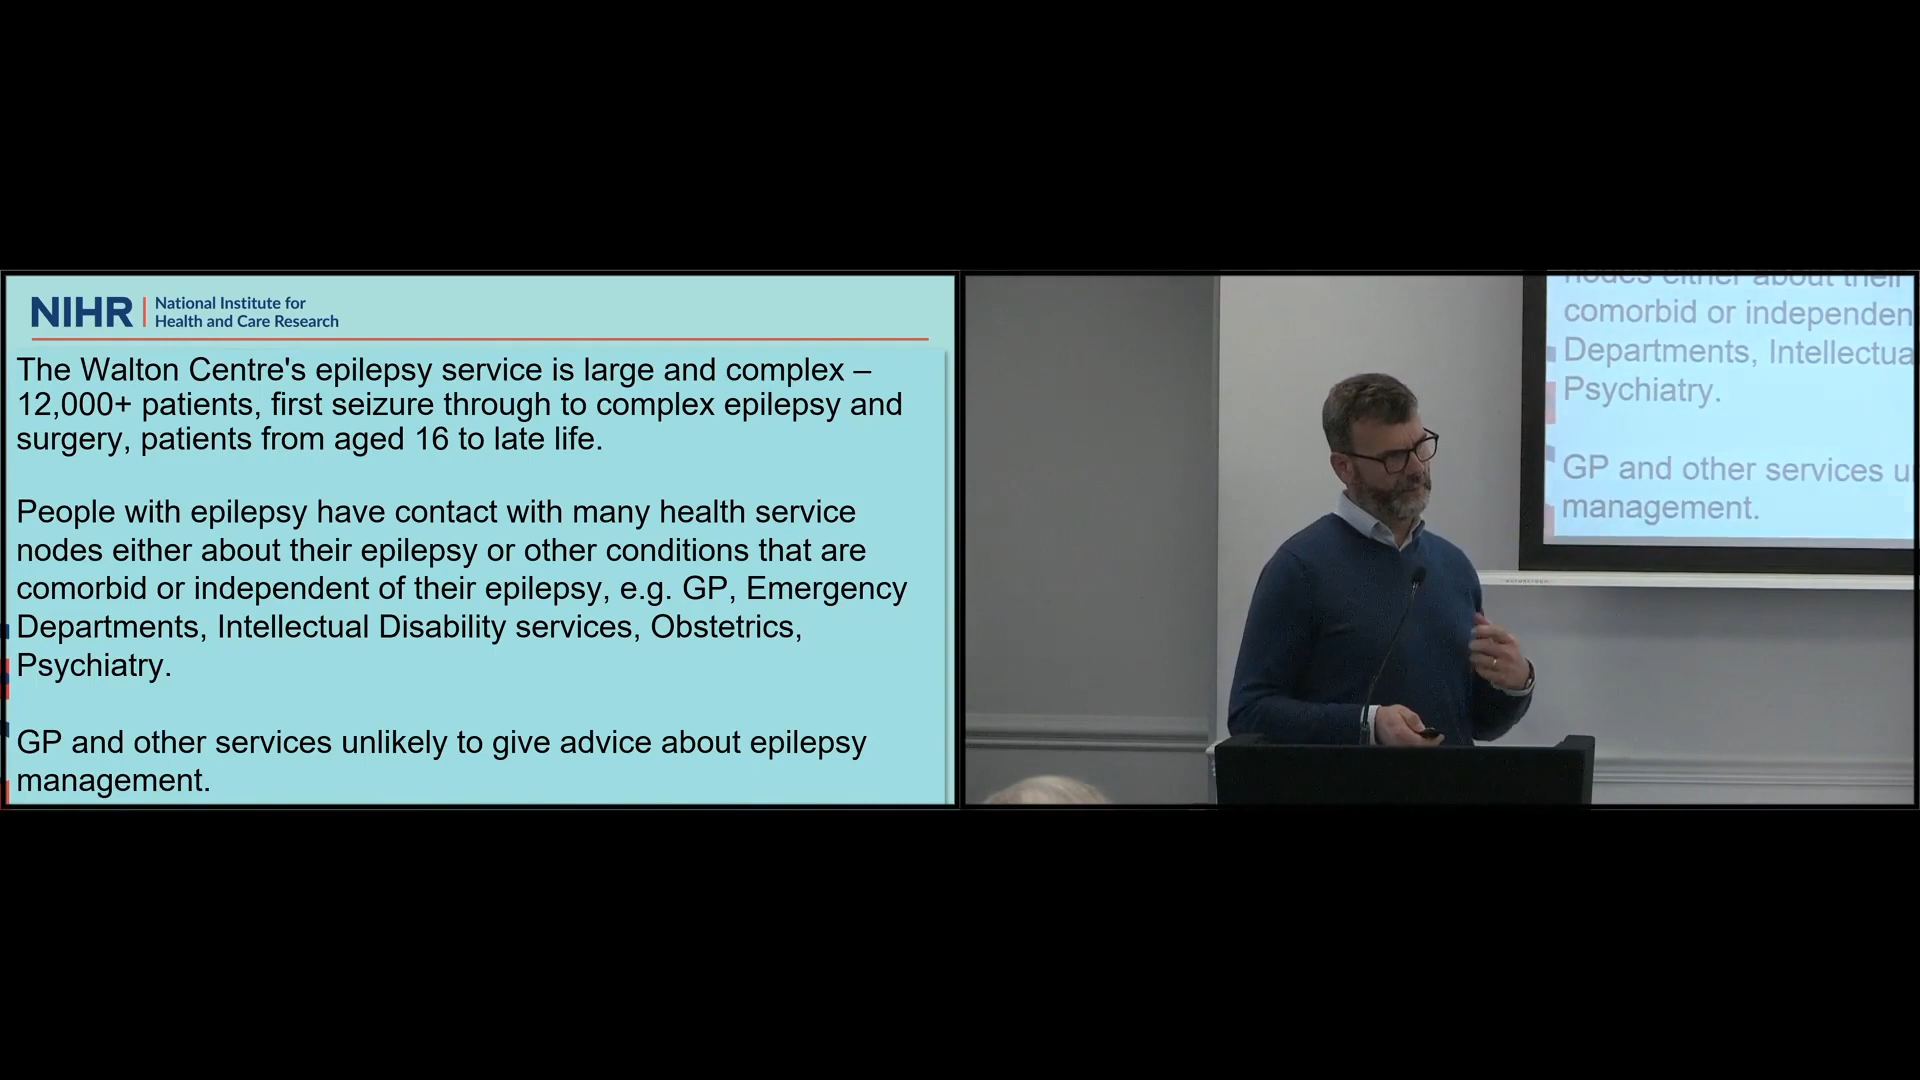 NIHR | National Institute for
Health and Care Research
The Walton Centre's epilepsy service is large and complex –
12,000+ patients, first seizure through to complex epilepsy and
surgery, patients from aged 16 to late life.
People with epilepsy have contact with many health service
nodes either about their epilepsy or other conditions that are
comorbid or independent of their epilepsy, e.g. GP, Emergency
Departments, Intellectual Disability services, Obstetrics,
Psychiatry.
GP and other services unlikely to give advice about epilepsy
management.
nodes either about their
comorbid or independen
Departments, Intellectua
Psychiatry.
GP and other services u
management.